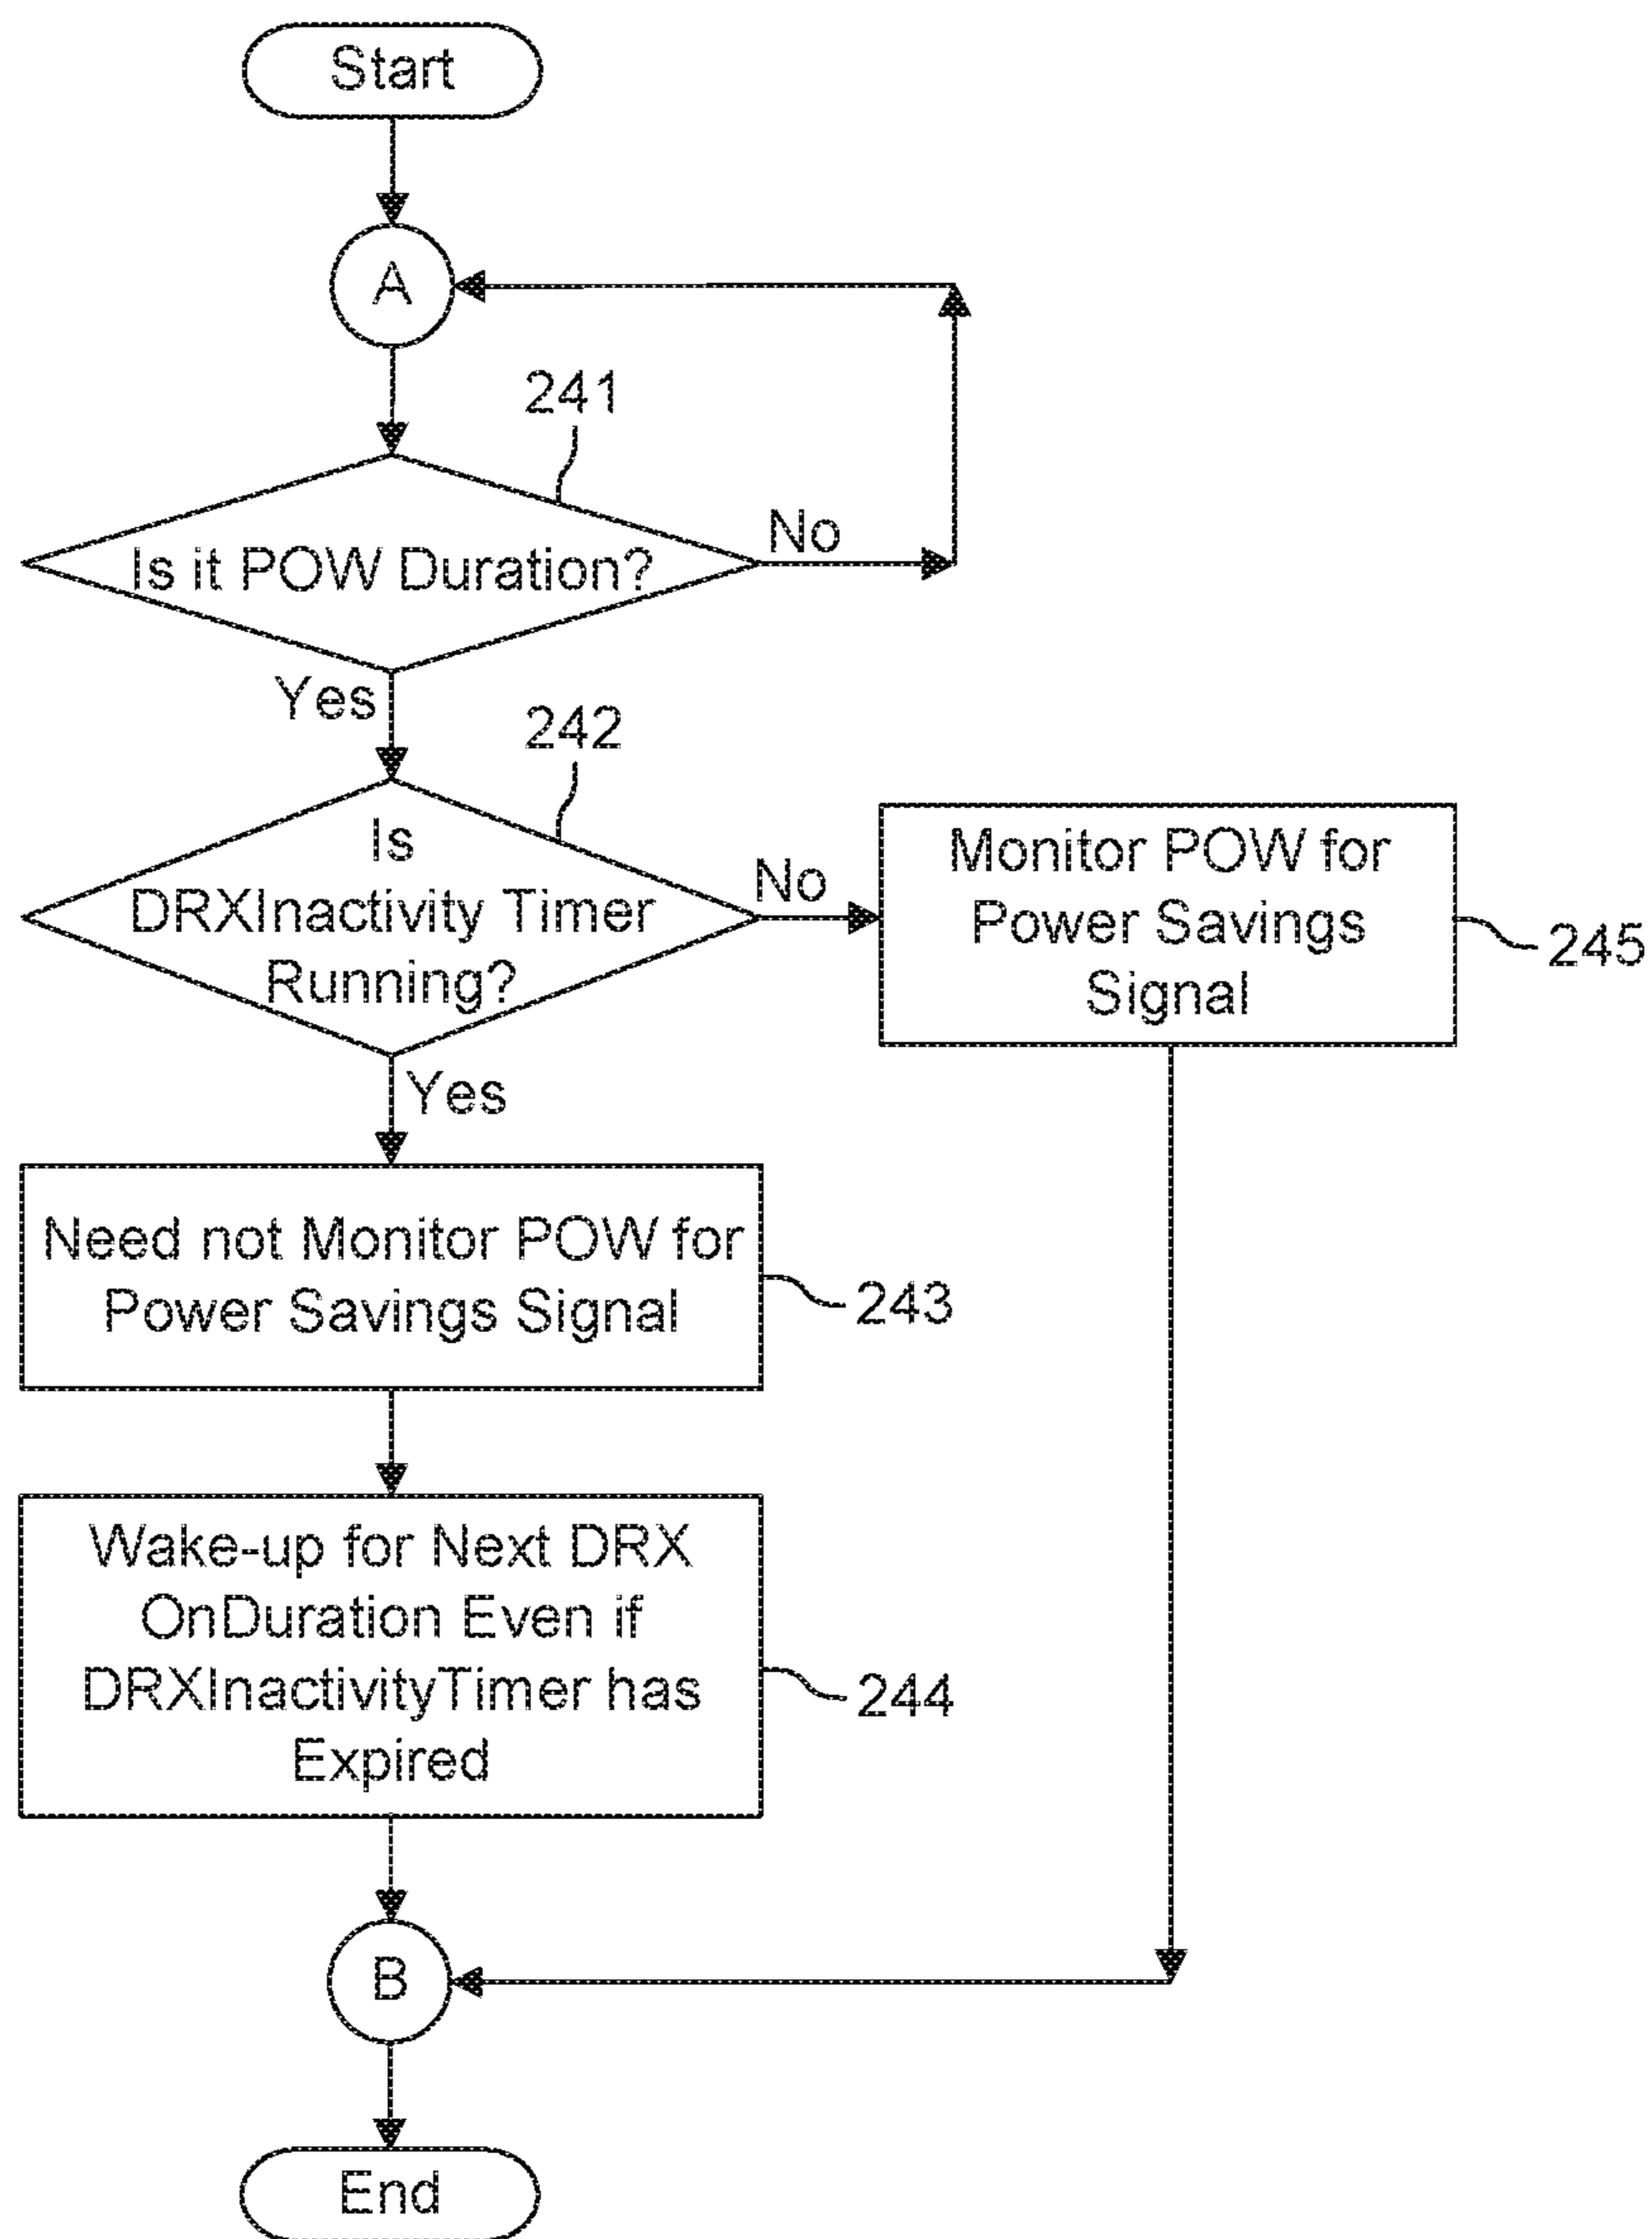 Start
A
241
Is it POW Duration?
No
Yes
242
Is
DRXInactivity Timer
Running?
No
Monitor POW for
Power Savings
Signal
245
Yes
Need not Monitor POW for
Power Savings Signal
243
Wake-up for Next DRX
OnDuration Even if
DRXInactivityTimer has
Expired
244
B
End